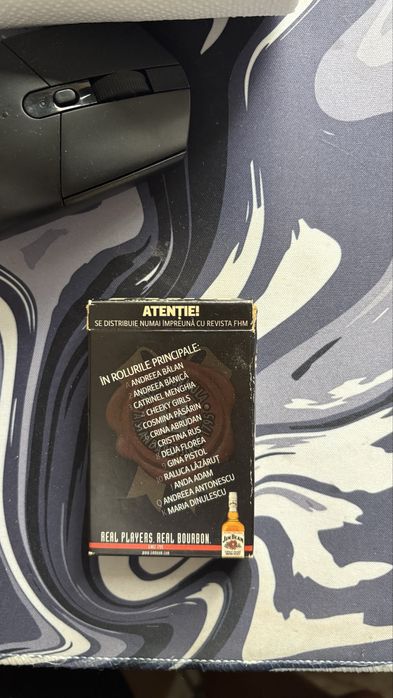 ATENȚIE!
SE DISTRIBUIE NUMAI ÎMPREUNĂ CU REVISTA FHM
ÎN ROLURILE PRINCIPALE:
ANDREEA BĂLAN
ANDREEA BĂNICĂ
CATRINEL MENGHIA
CHEEKY GIRLS
COSMINA PĂSĂRIN
CRINA ABRUDAN
CRISTINA RUS
DELIA FLOREA
GINA PISTOL
RALUCA LĂZĂRUȚ
ANDA ADAM
ANDREEA ANTONESCU
MARIA DINULESCU
REAL PLAYERS. REAL BOURBON.
JIM BEAM